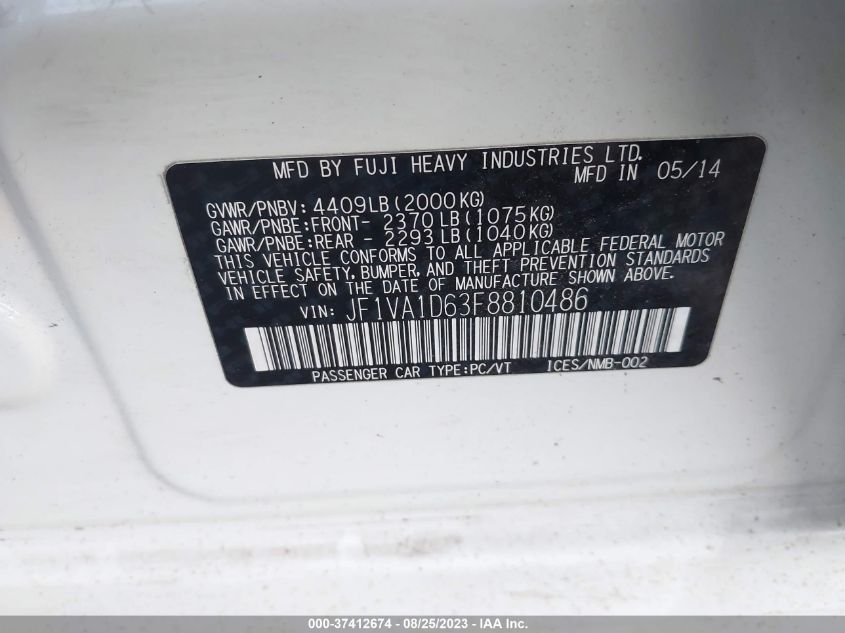 MFD BY FUJI HEAVY INDUSTRIES LTD.
MFD IN 05/14
GVWR/PNBV: 4409LB (2000KG)
GAWR/PNBE:FRONT- 2370LB (1075KG)
GAWR/PNBE:REAR - 2293LB (1040KG)
THIS VEHICLE CONFORMS TO ALL APPLICABLE FEDERAL MOTOR
VEHICLE SAFETY, BUMPER, AND THEFT PREVENTION STANDARDS
IN EFFECT ON THE DATE OF MANUFACTURE SHOWN ABOVE.
VIN: JF1VA1D63F8810486
PASSENGER CAR TYPE:PC/VT ICES/NMB-002
000-37412674 - 08/25/2023 - IAA Inc.